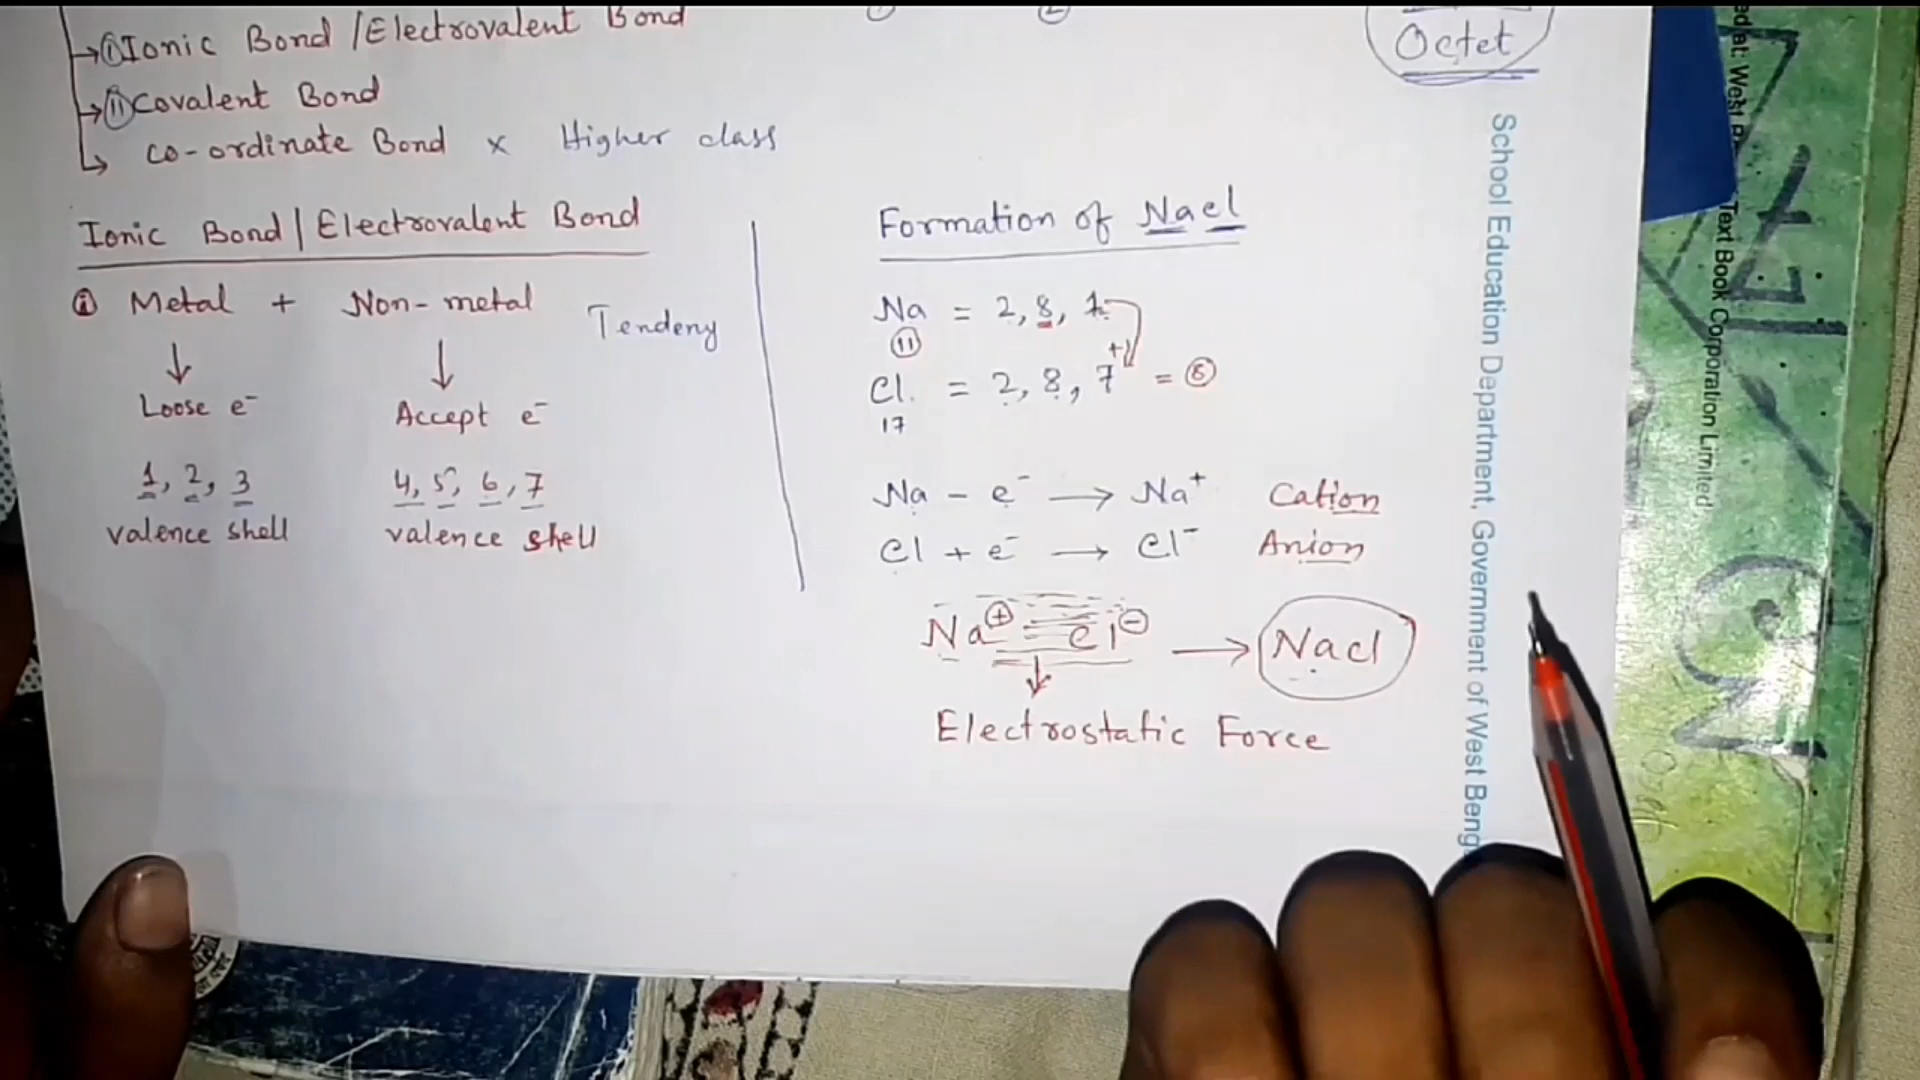 →ⓘ Ionic Bond / Electrovalent Bond
→ⓘⓘ Covalent Bond
↳ Co-ordinate Bond × Higher class
Octet
Ionic Bond | Electrovalent Bond
ⓘ Metal + Non-metal
Tendeny
↓ ↓
Loose e⁻ Accept e⁻
1, 2, 3 4, 5, 6, 7
valence shell valence shell
Formation of Nacl
Na = 2, 8, 1
⑪
+1
Cl. = 2, 8, 7 = ⑧
17
Na - e⁻ → Na⁺ Cation
Cl + e⁻ → Cl⁻ Anion
Na⊕ Cl⊖ → Nacl
↓
Electrostatic Force
School Education Department, Government of West Beng
Text Book Corporation Limited